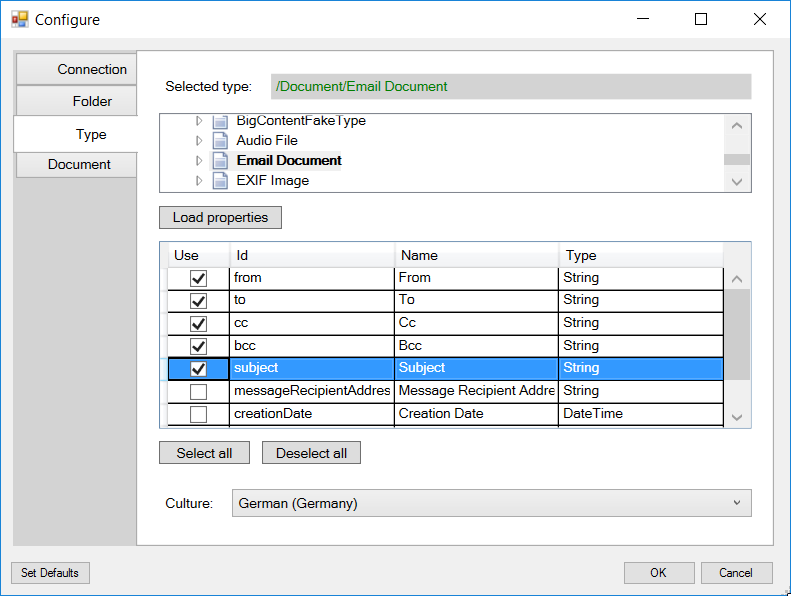 Configure
Connection
Folder
Type
Document
Selected type: /Document/Email Document
BigContentFakeType
Audio File
Email Document
EXIF Image
Load properties
Use Id Name Type
from From String
to To String
cc Cc String
bcc Bcc String
subject Subject String
messageRecipientAddres Message Recipient Addre String
creationDate Creation Date DateTime
Select all Deselect all
Culture: German (Germany)
Set Defaults OK Cancel